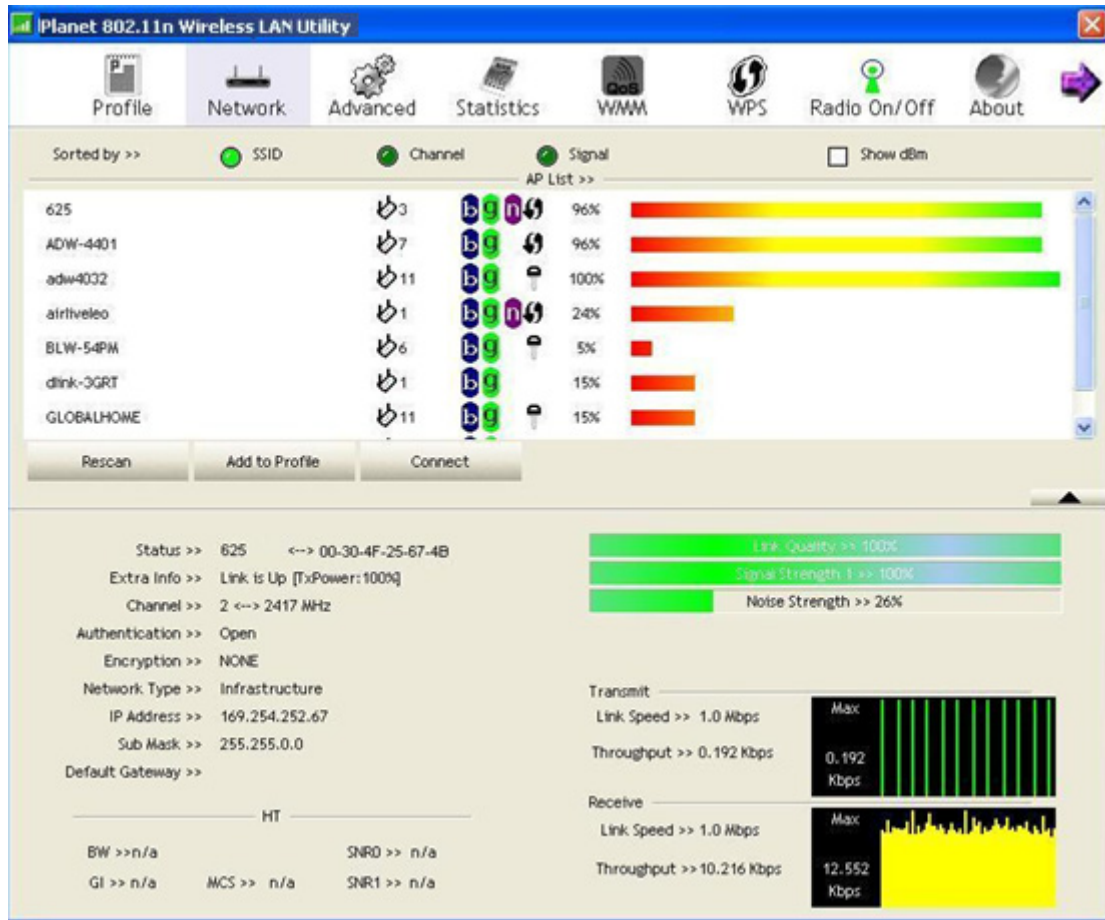 Planet 802.11n Wireless LAN Utility
P
QoS
Profile Network Advanced Statistics WMM WPS Radio On/Off About
Sorted by >> SSID Channel Signal Show dBm
AP List >>
625 3 b g n 96%
ADW-4401 7 b g 96%
adw4032 11 b g 100%
airliveleo 1 b g n 24%
BLW-54PM 6 b g 5%
dlink-3GRT 1 b g 15%
GLOBALHOME 11 b g 15%
Rescan Add to Profile Connect
Status >> 625 <--> 00-30-4F-25-67-4B
Extra Info >> Link is Up [TxPower:100%]
Channel >> 2 <--> 2417 MHz
Authentication >> Open
Encryption >> NONE
Network Type >> Infrastructure
IP Address >> 169.254.252.67
Sub Mask >> 255.255.0.0
Default Gateway >>
HT
BW >>n/a SNR0 >> n/a
GI >> n/a MCS >> n/a SNR1 >> n/a
Link Quality >> 100%
Signal Strength 1 >> 100%
Noise Strength >> 26%
Transmit
Link Speed >> 1.0 Mbps
Throughput >> 0.192 Kbps
Max
0.192
Kbps
Receive
Link Speed >> 1.0 Mbps
Throughput >> 10.216 Kbps
Max
12.552
Kbps